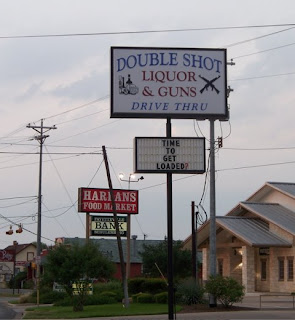 DOUBLE SHOT
LIQUOR
& GUNS
DRIVE THRU
TIME
TO
GET
LOADED?
HARLANS
FOOD MARKET
BANK